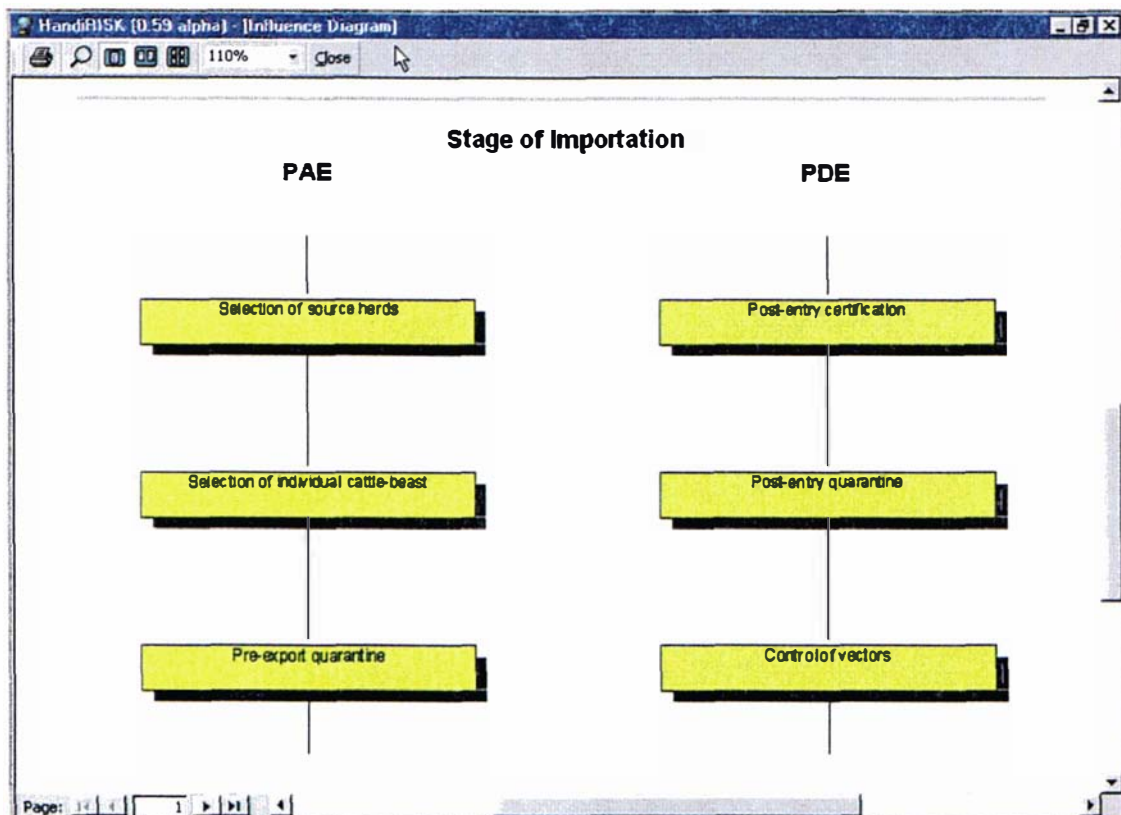 HandiRISK (0.59 alpha) - [Influence Diagram]
110% Close
Stage of Importation
PAE PDE
Selection of source herds Post-entry certification
Selection of individual cattle-beast Post-entry quarantine
Pre-export quarantine Control of vectors
Page: 1